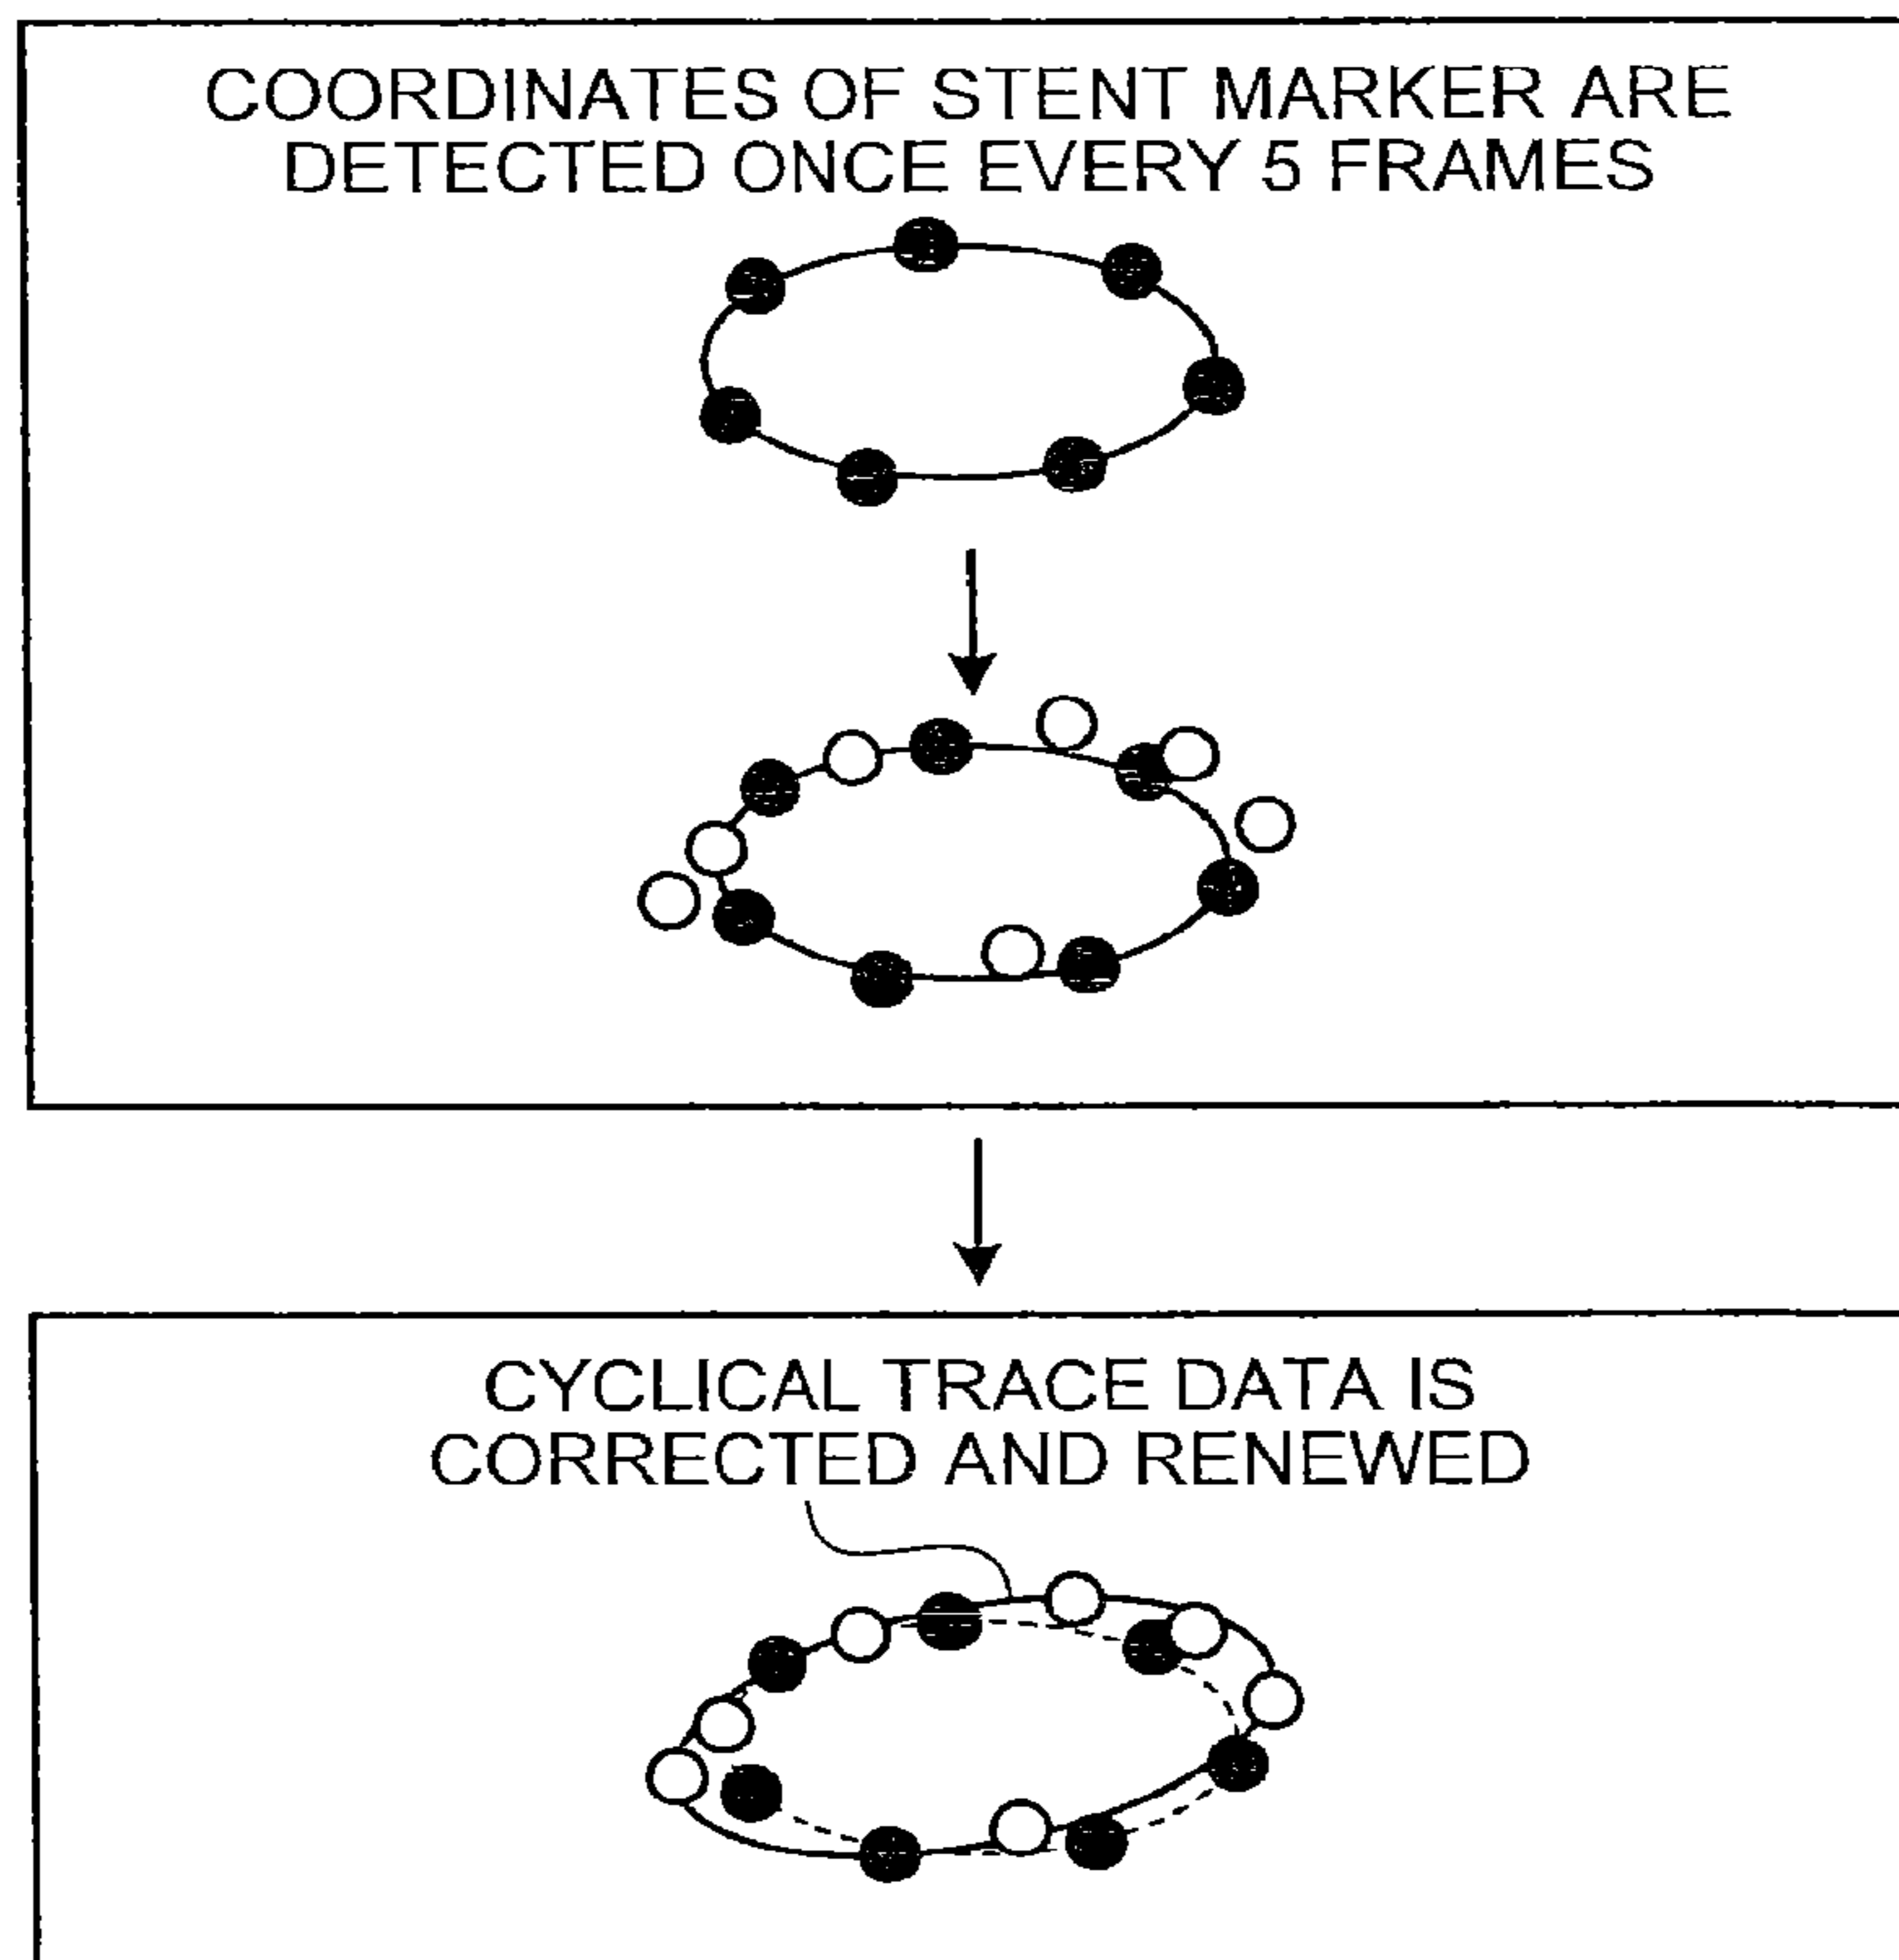 COORDINATES OF STENT MARKER ARE
DETECTED ONCE EVERY 5 FRAMES
CYCLICAL TRACE DATA IS
CORRECTED AND RENEWED